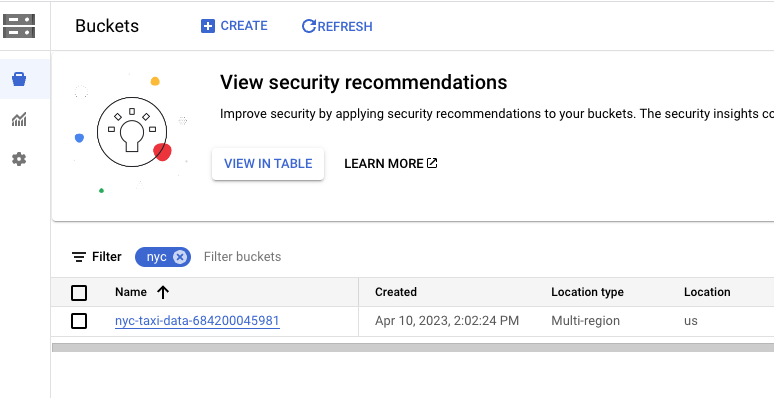 Buckets CREATE REFRESH
View security recommendations
Improve security by applying security recommendations to your buckets. The security insights co
VIEW IN TABLE LEARN MORE
Filter nyc Filter buckets
Name Created Location type Location
nyc-taxi-data-684200045981 Apr 10, 2023, 2:02:24 PM Multi-region us